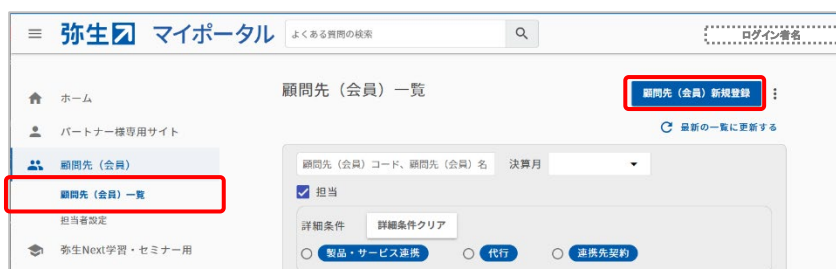 弥生 マイポータル
よくある質問の検索
ログイン者名
ホーム
パートナー様専用サイト
顧問先（会員）
顧問先（会員）一覧
担当者設定
弥生Next学習・セミナー用
顧問先（会員）一覧
顧問先（会員）新規登録
最新の一覧に更新する
顧問先（会員）コード、顧問先（会員）名 決算月
担当
詳細条件 詳細条件クリア
製品・サービス連携 代行 連携先契約